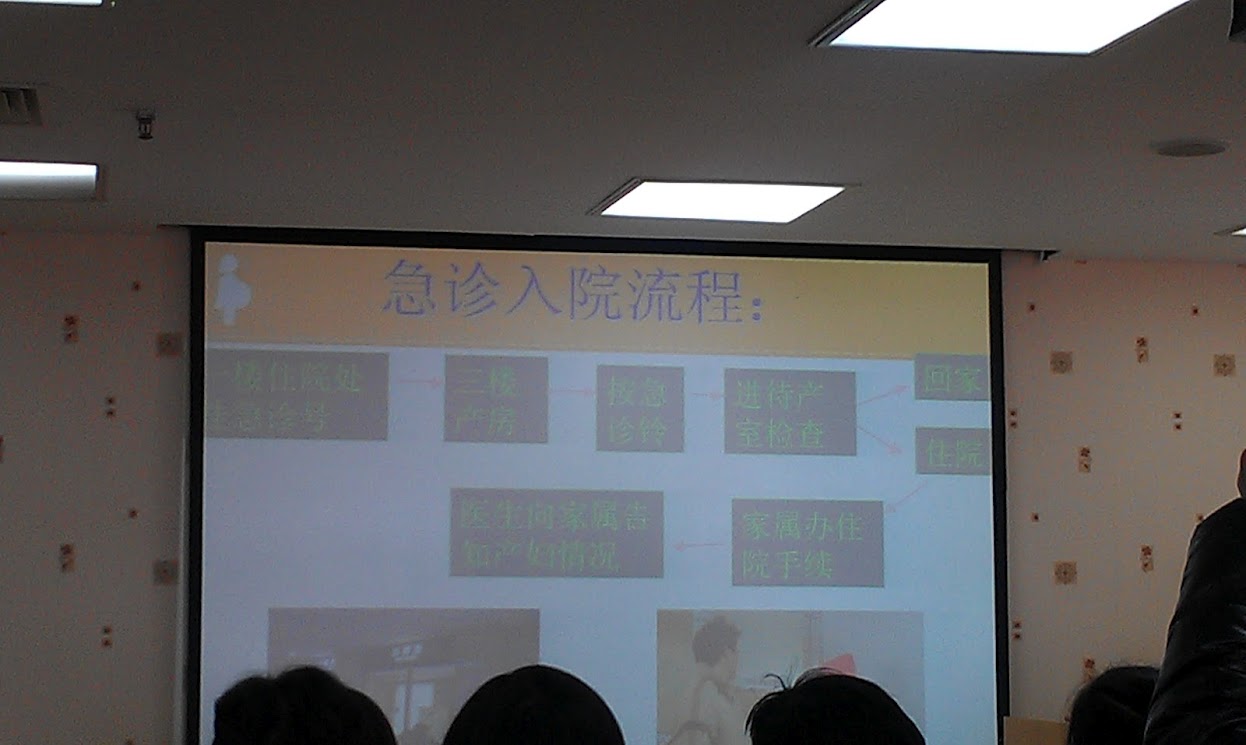 急诊入院流程：
楼住院处
急诊号
三楼
产房
按急
诊铃
进待产
室检查
回家
住院
家属办住
院手续
医生向家属告
知产妇情况